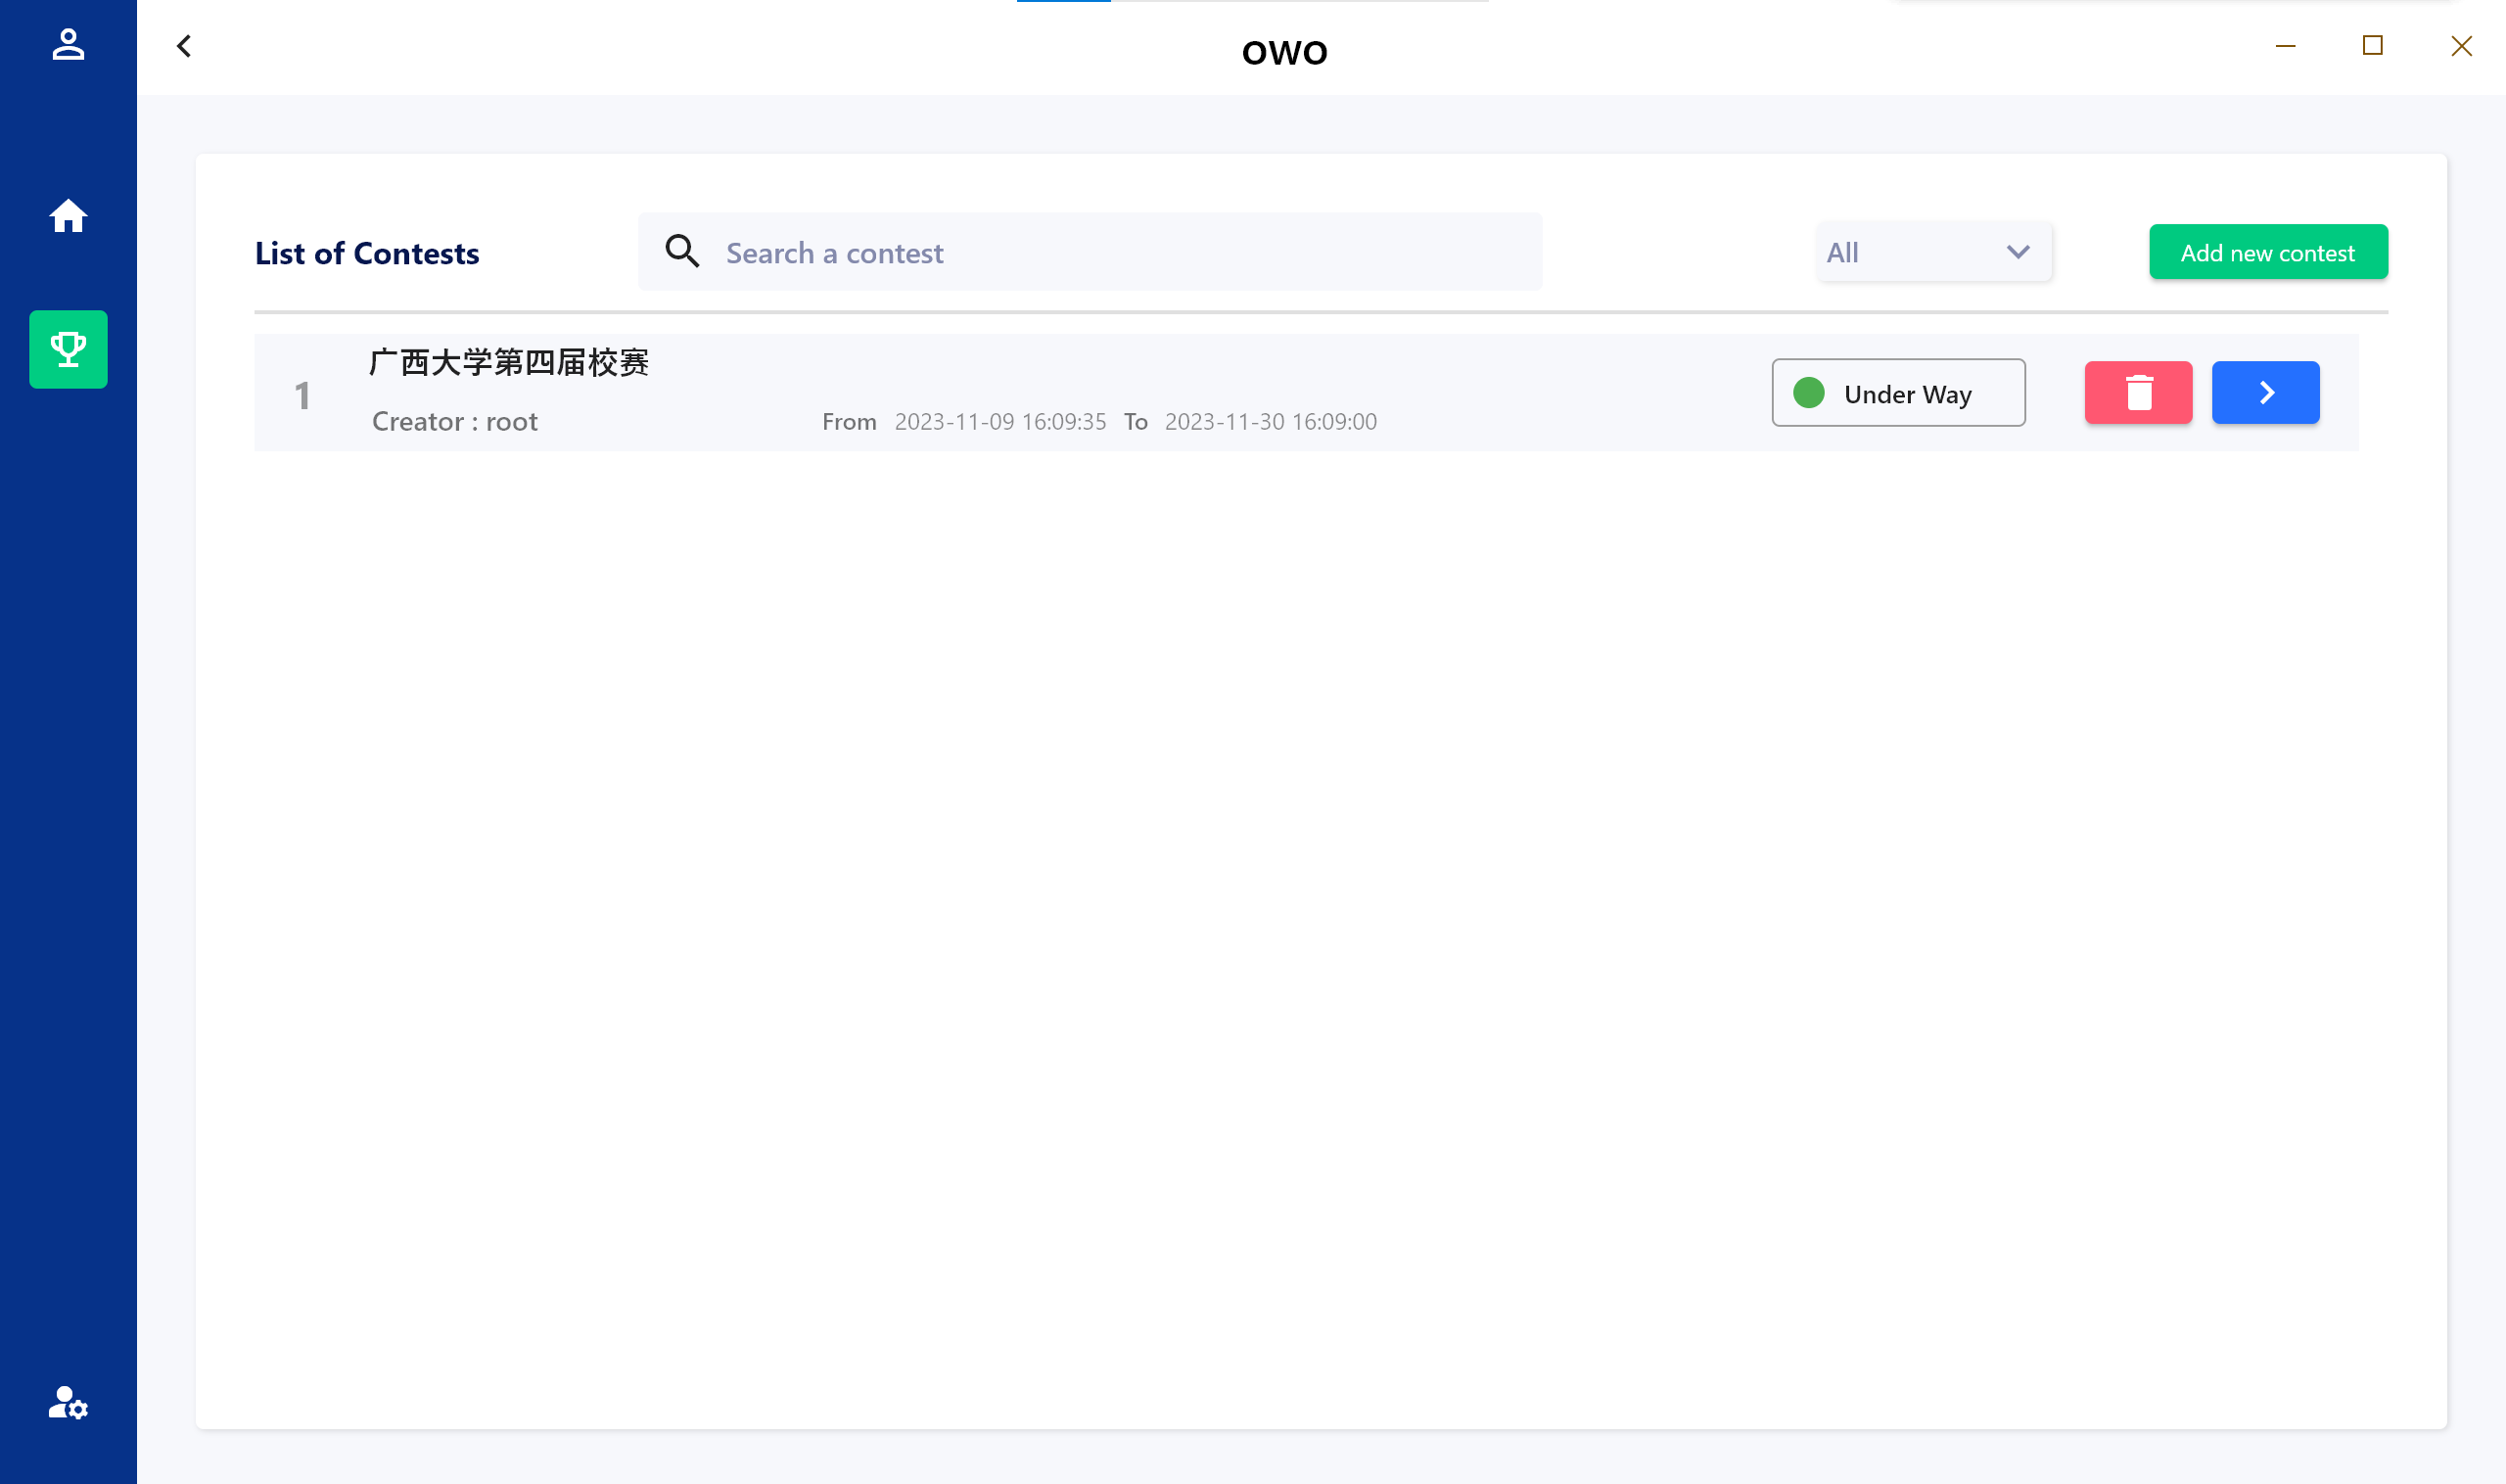 OWO
List of Contests
Search a contest
All
Add new contest
1
广西大学第四届校赛
Creator : root
From 2023-11-09 16:09:35 To 2023-11-30 16:09:00
Under Way